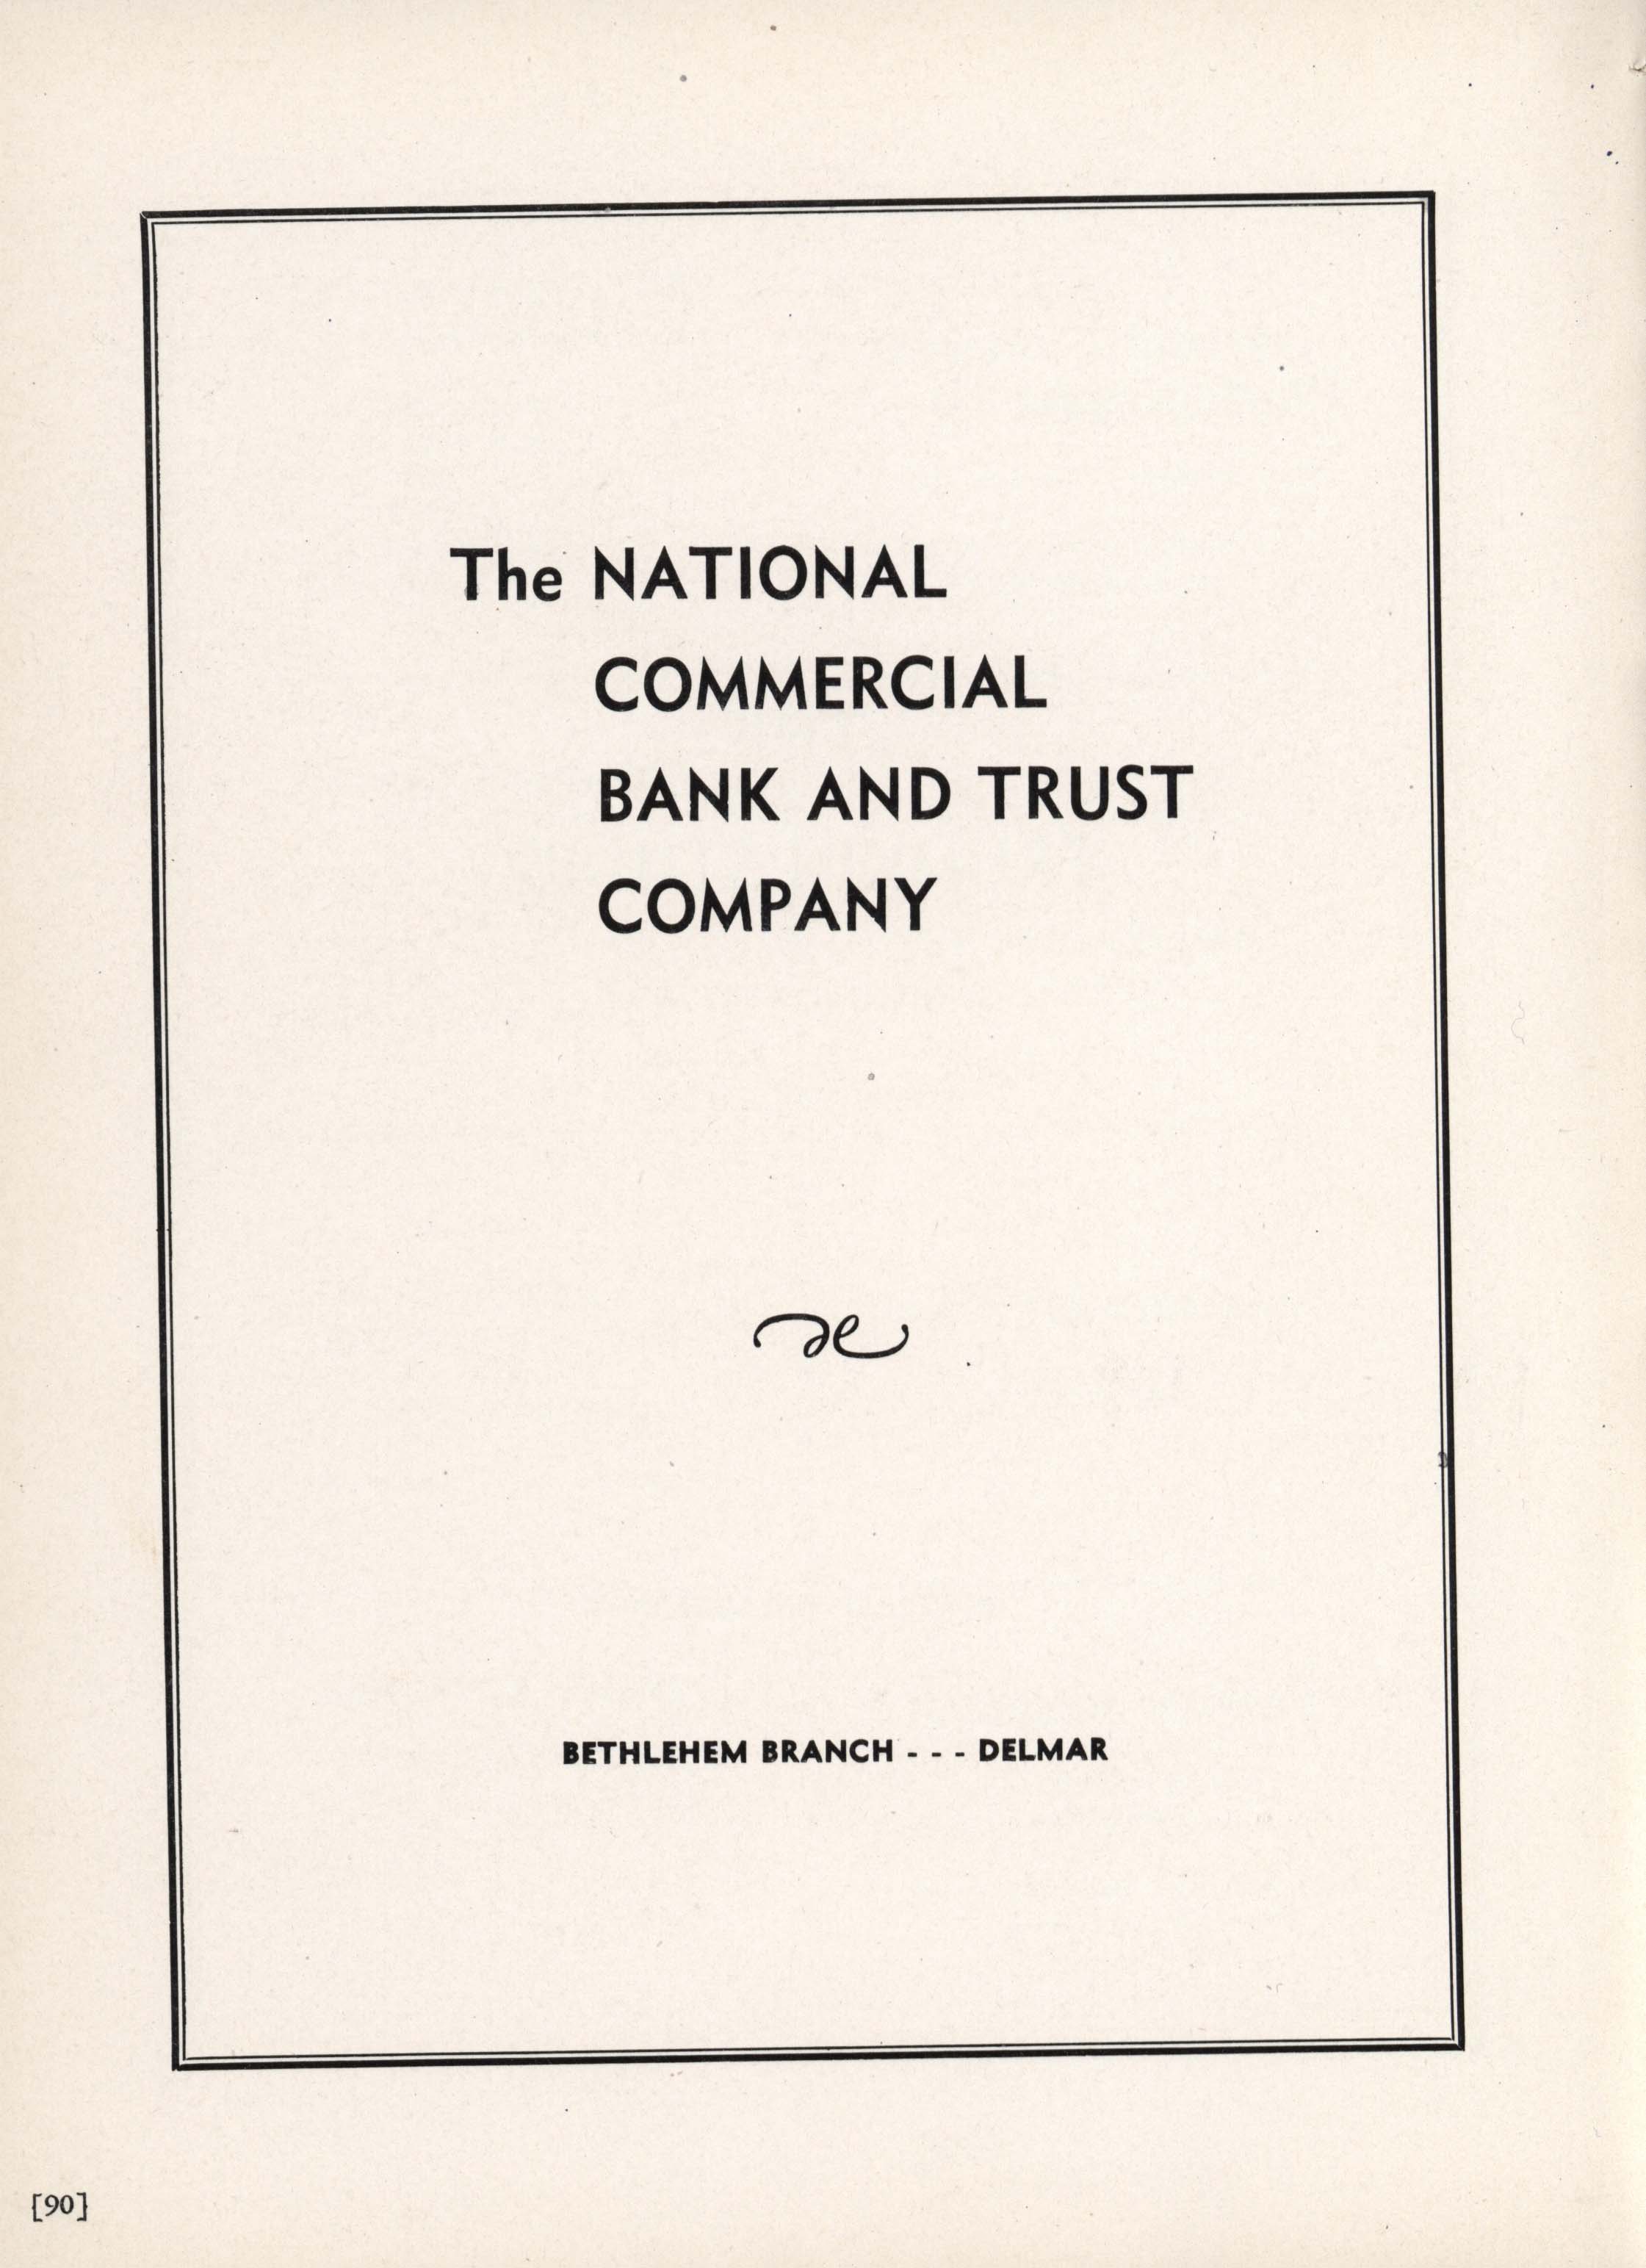 The NATIONAL
COMMERCIAL
BANK AND TRUST
COMPANY
BETHLEHEM BRANCH - - - DELMAR
[90]